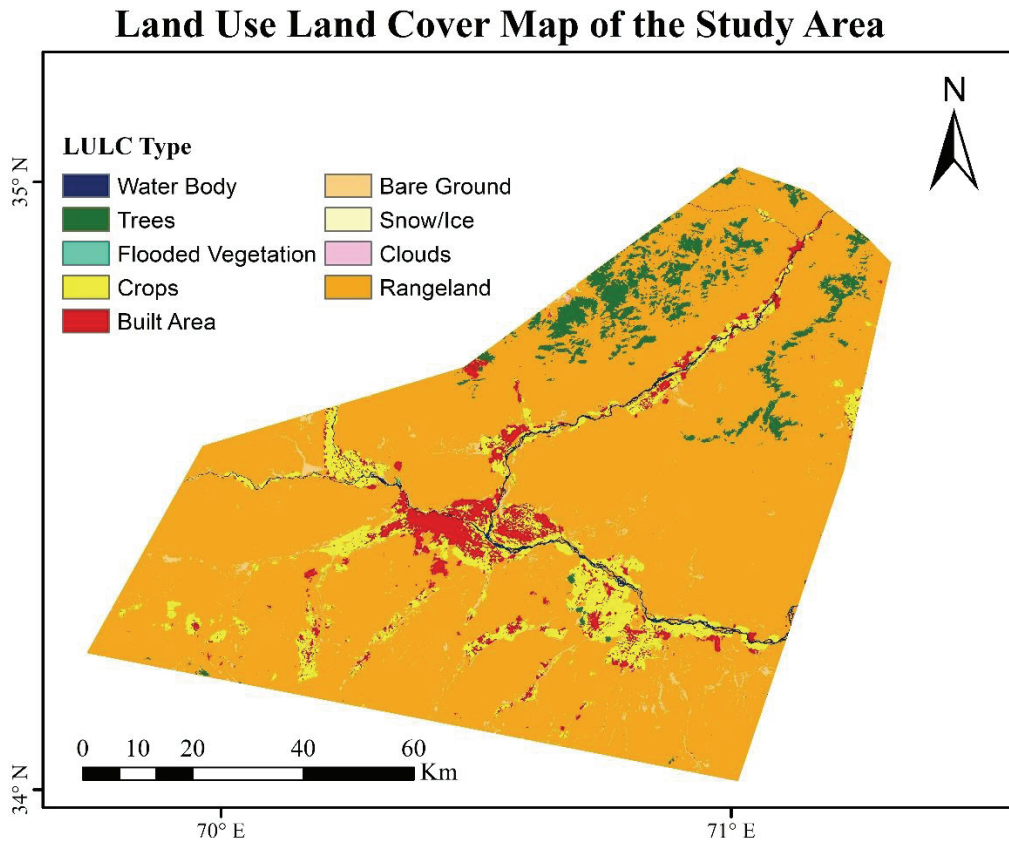 Land Use Land Cover Map of the Study Area
N
35° N
LULC Type
Water Body
Trees
Flooded Vegetation
Crops
Built Area
Bare Ground
Snow/Ice
Clouds
Rangeland
0 10 20 40 60
Km
34° N
70° E 71° E